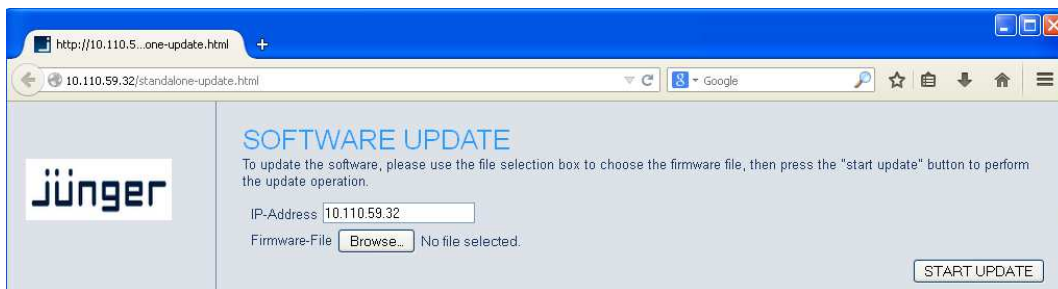 http://10.110.5...one-update.html
10.110.59.32/standalone-update.html
Google
SOFTWARE UPDATE
To update the software, please use the file selection box to choose the firmware file, then press the "start update" button to perform
the update operation.
jünger
IP-Address 10.110.59.32
Firmware-File Browse... No file selected.
START UPDATE